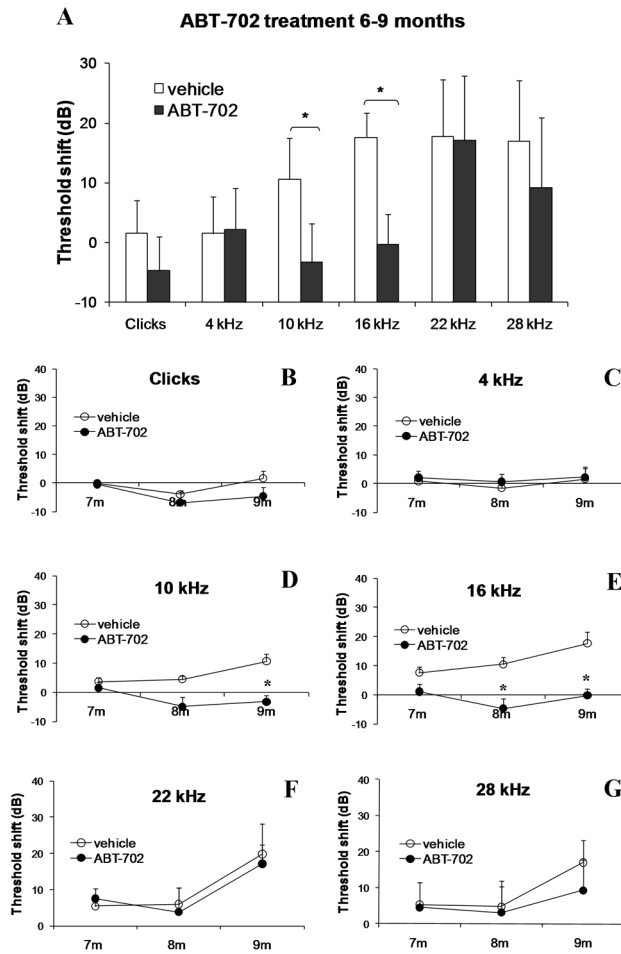 A
ABT-702 treatment 6-9 months
Threshold shift (dB)
30
20
10
0
-10
vehicle
ABT-702
*
*
Clicks
4 kHz
10 kHz
16 kHz
22 kHz
28 kHz
Clicks
B
Threshold shift (dB)
40
30
20
10
0
-10
vehicle
ABT-702
7m
8m
9m
4 kHz
C
Threshold shift (dB)
40
30
20
10
0
-10
vehicle
ABT-702
7m
8m
9m
10 kHz
D
Threshold shift (dB)
40
30
20
10
0
-10
vehicle
ABT-702
*
7m
8m
9m
16 kHz
E
Threshold shift (dB)
40
30
20
10
0
-10
vehicle
ABT-702
*
*
7m
8m
9m
22 kHz
F
Threshold shift (dB)
40
30
20
10
0
vehicle
ABT-702
7m
8m
9m
28 kHz
G
Threshold shift (dB)
40
30
20
10
0
vehicle
ABT-702
7m
8m
9m